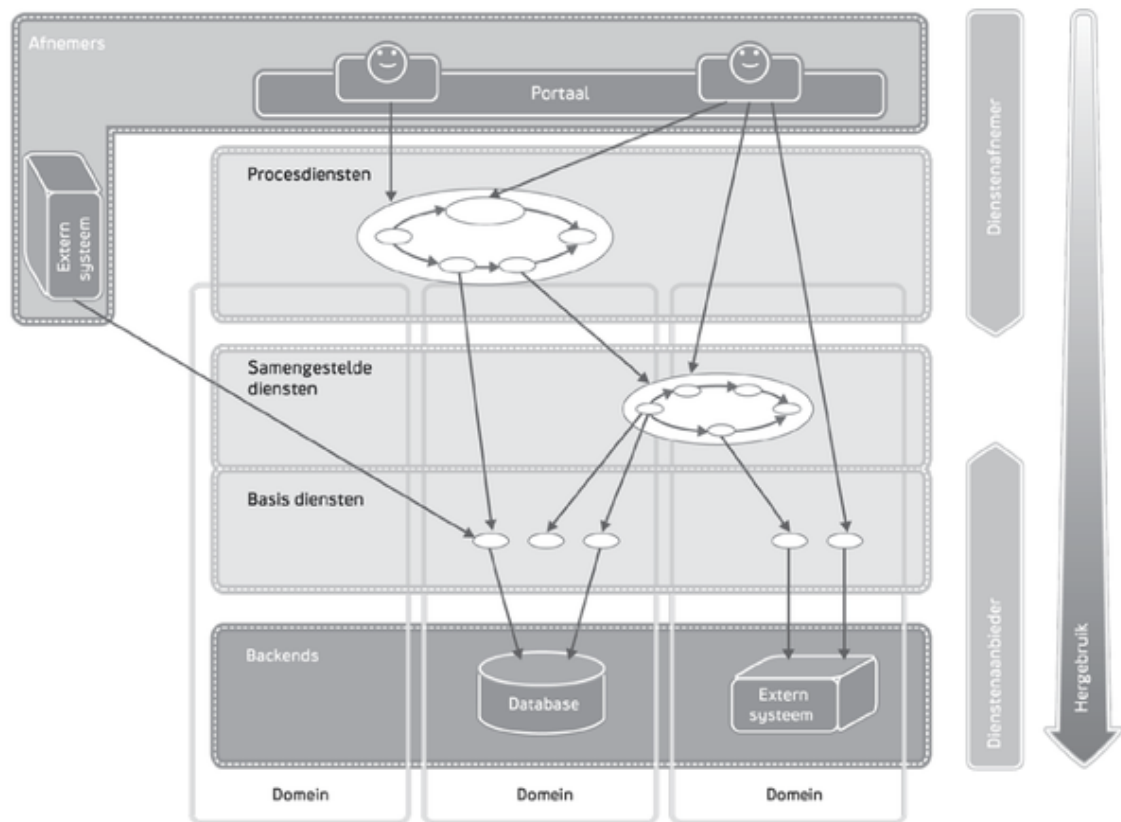 Afnemers
Portaal
Procesdiensten
Extern
systeem
Samengestelde
diensten
Basis diensten
Backends
Database
Extern
systeem
Domein
Domein
Domein
Dienstenafnemer
Dienstenaanbieder
Hergebruik